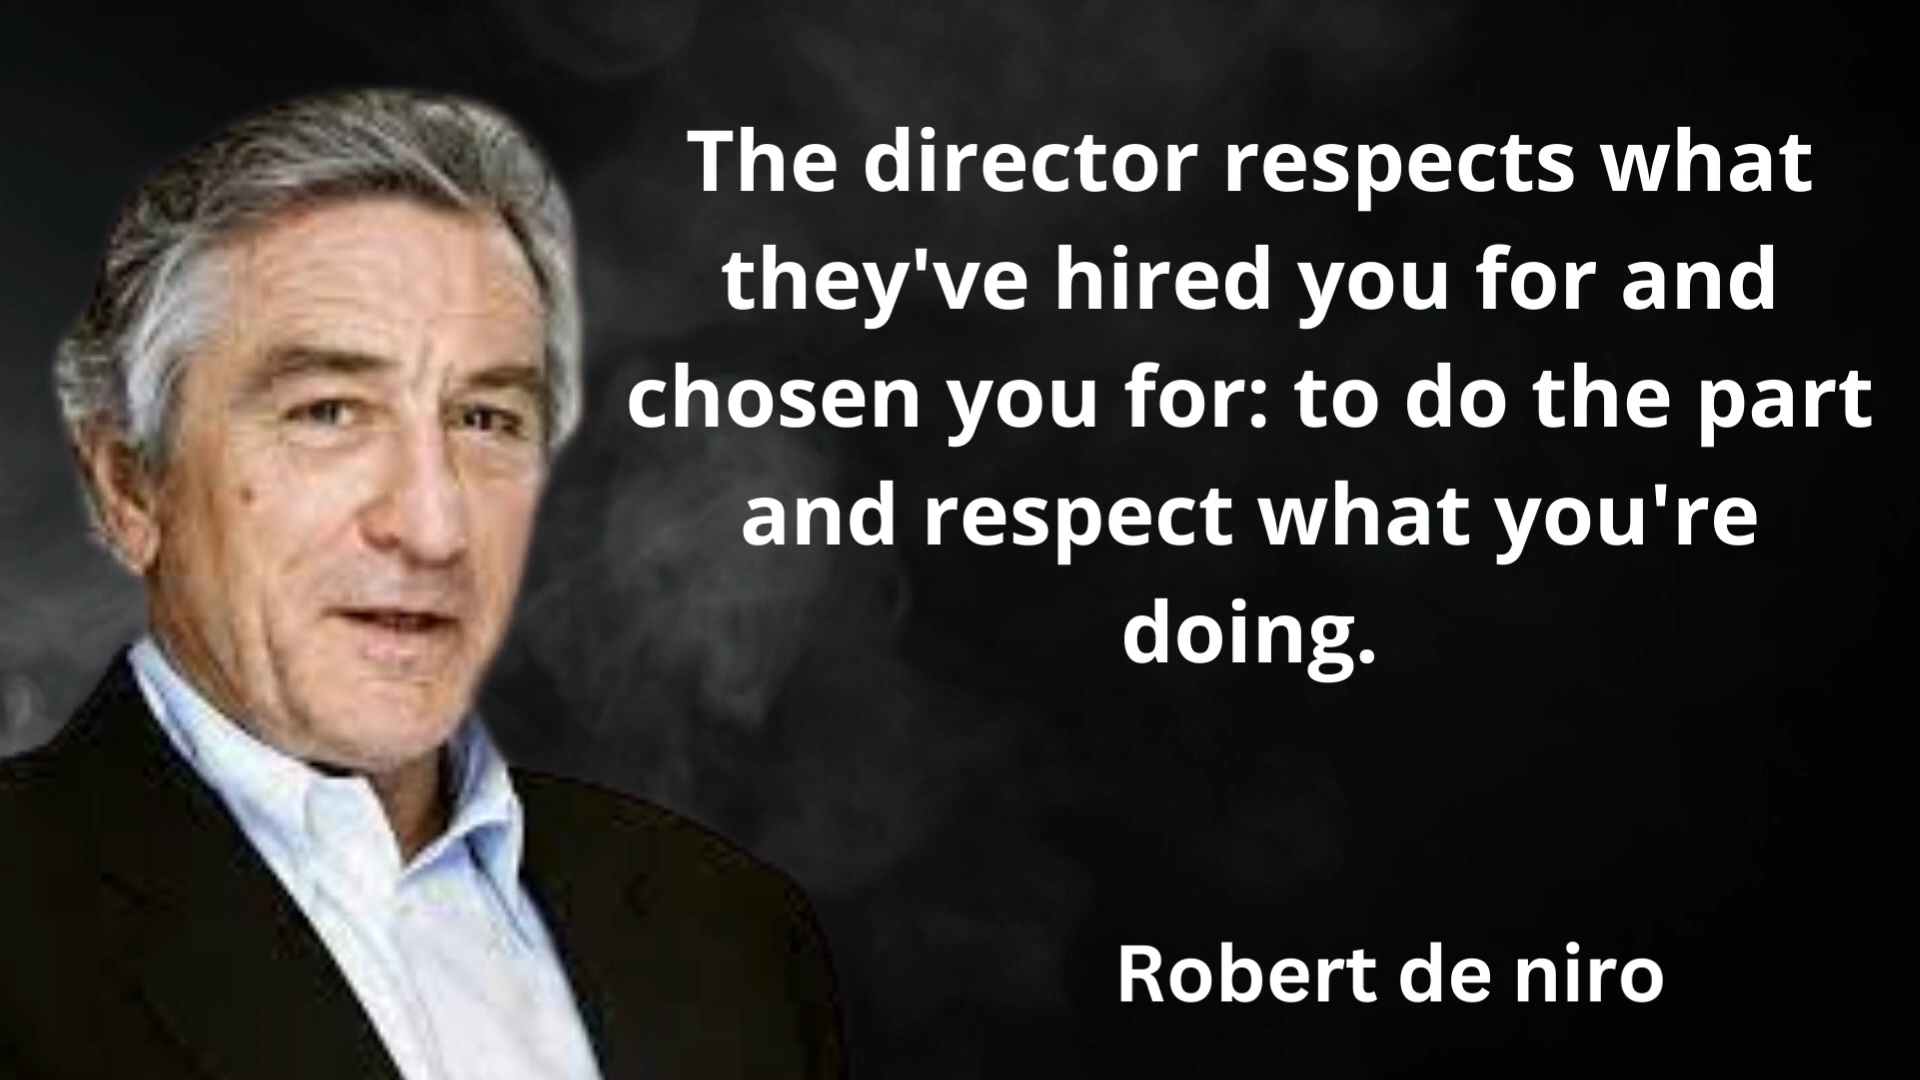 The director respects what
they've hired you for and
chosen you for: to do the part
and respect what you're
doing.
Robert de niro